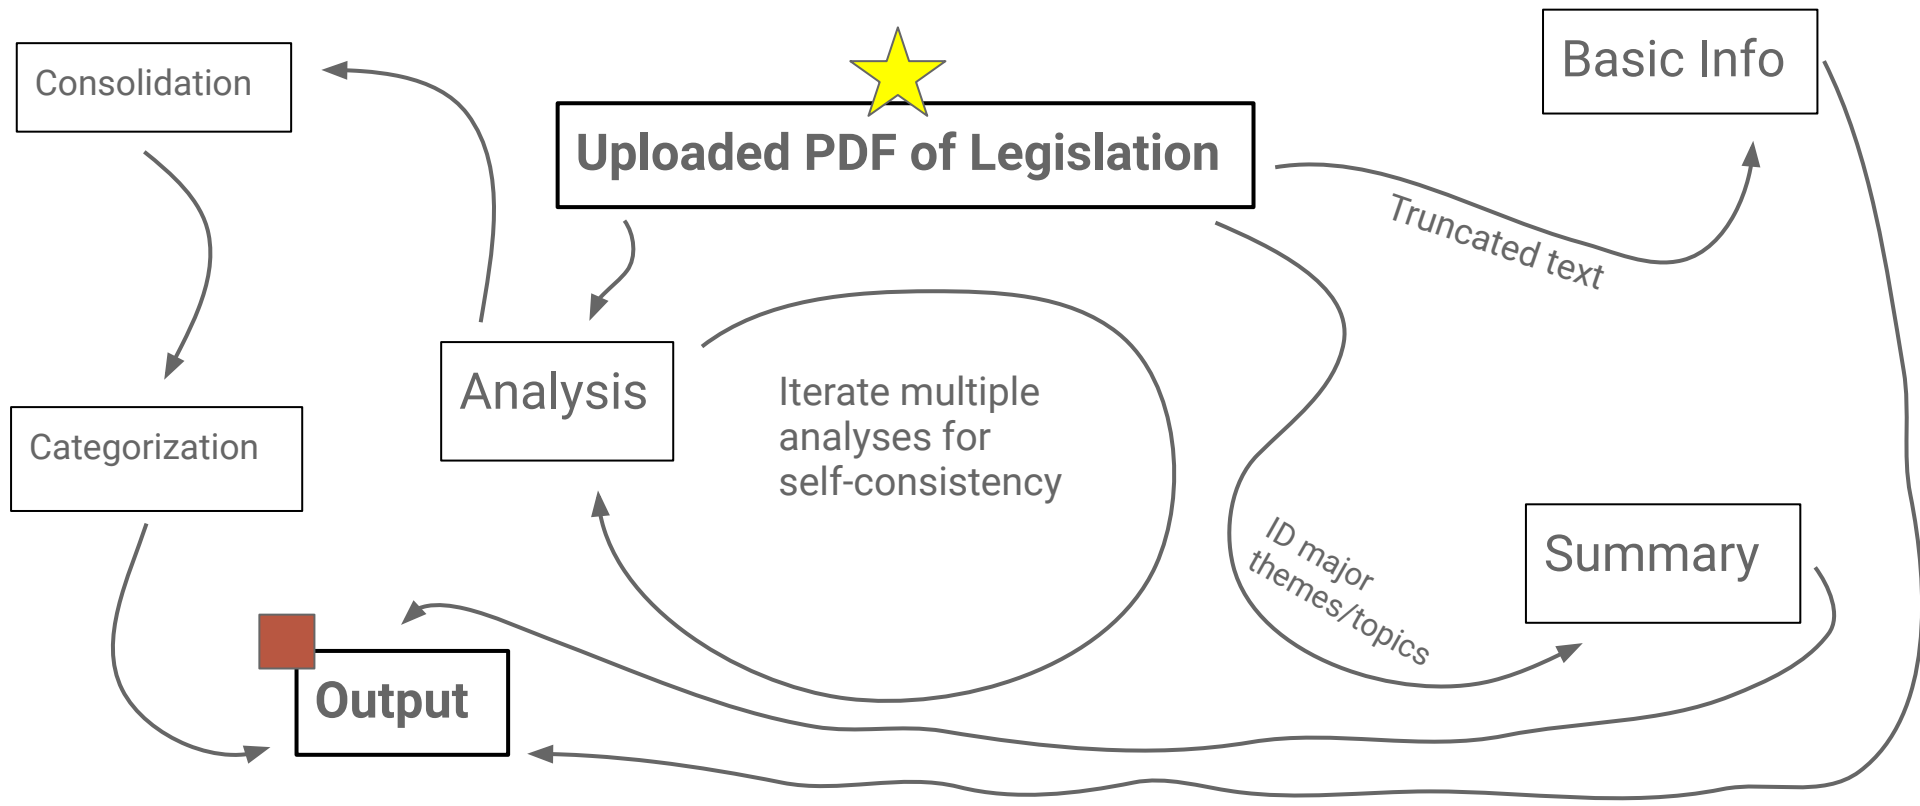 Consolidation
Uploaded PDF of Legislation
Basic Info
Truncated text
Analysis
Iterate multiple
analyses for
self-consistency
Categorization
ID major
themes/topics
Summary
Output